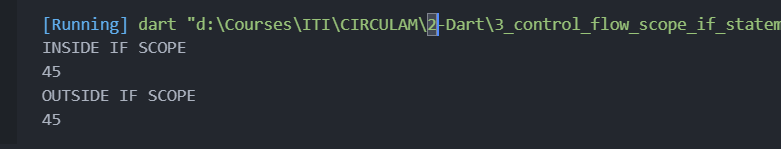 [Running] dart "d:\Courses\ITI\CIRCULAM\2-Dart\3_control_flow_scope_if_statem
INSIDE IF SCOPE
45
OUTSIDE IF SCOPE
45